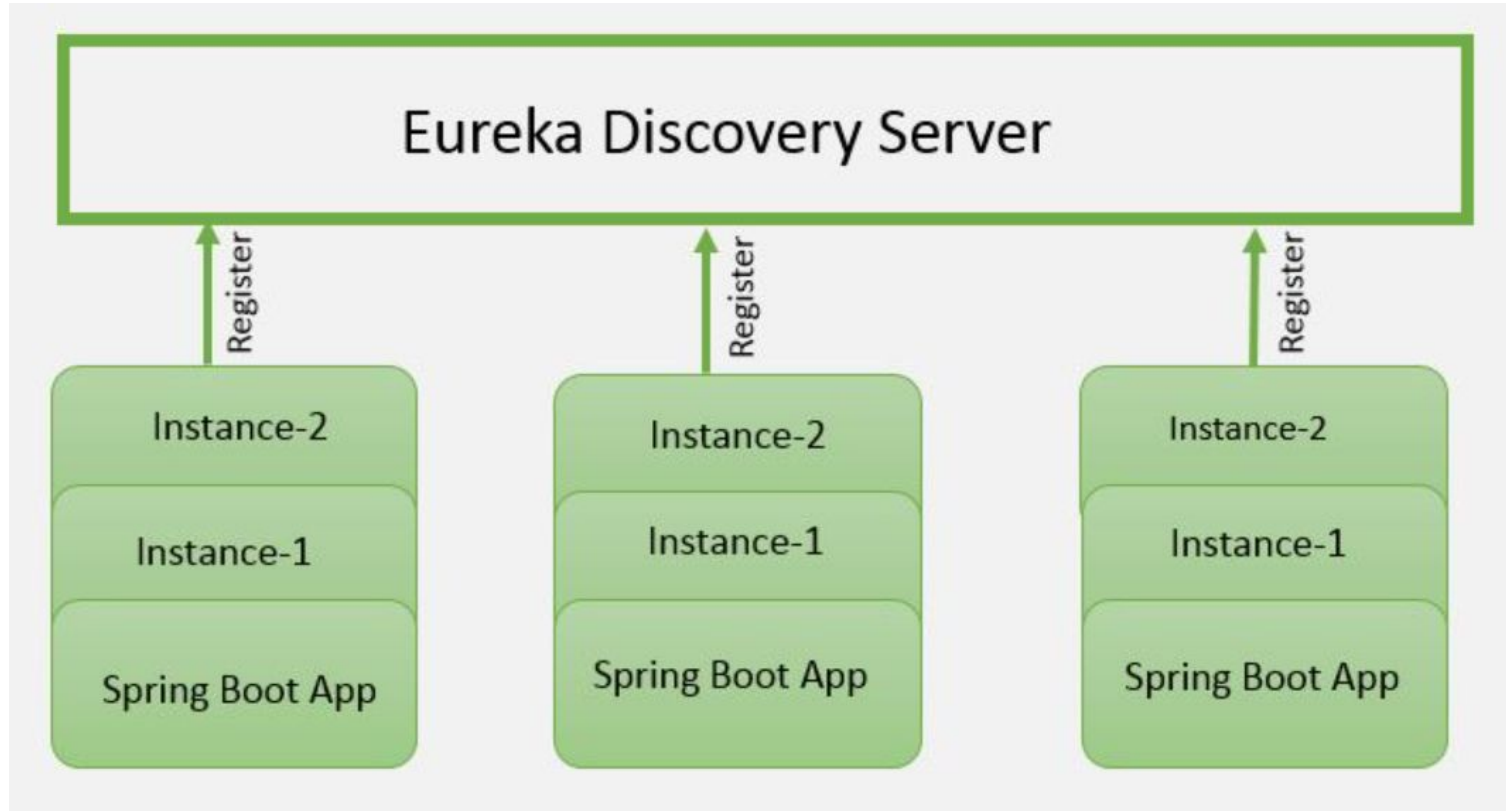 Eureka Discovery Server
Register
Register
Register
Instance-2
Instance-1
Spring Boot App
Instance-2
Instance-1
Spring Boot App
Instance-2
Instance-1
Spring Boot App